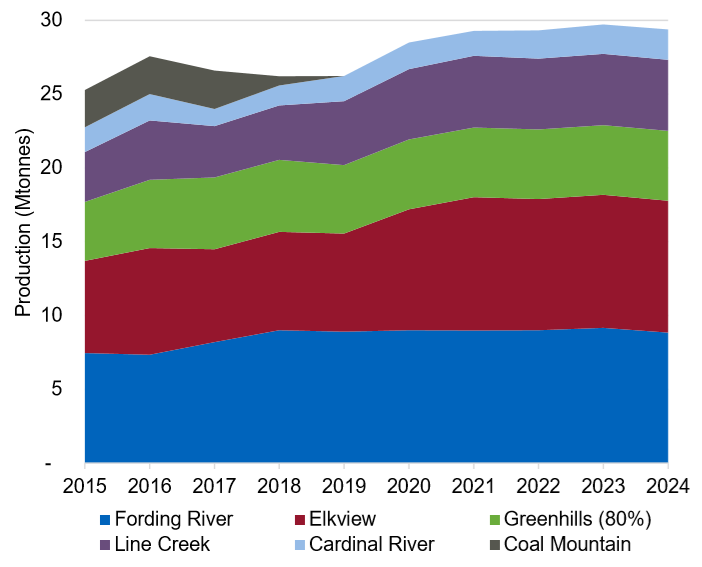 30
25
20
15
10
5
-
Production (Mtonnes)
2015 2016 2017 2018 2019 2020 2021 2022 2023 2024
Fording River Elkview Greenhills (80%)
Line Creek Cardinal River Coal Mountain